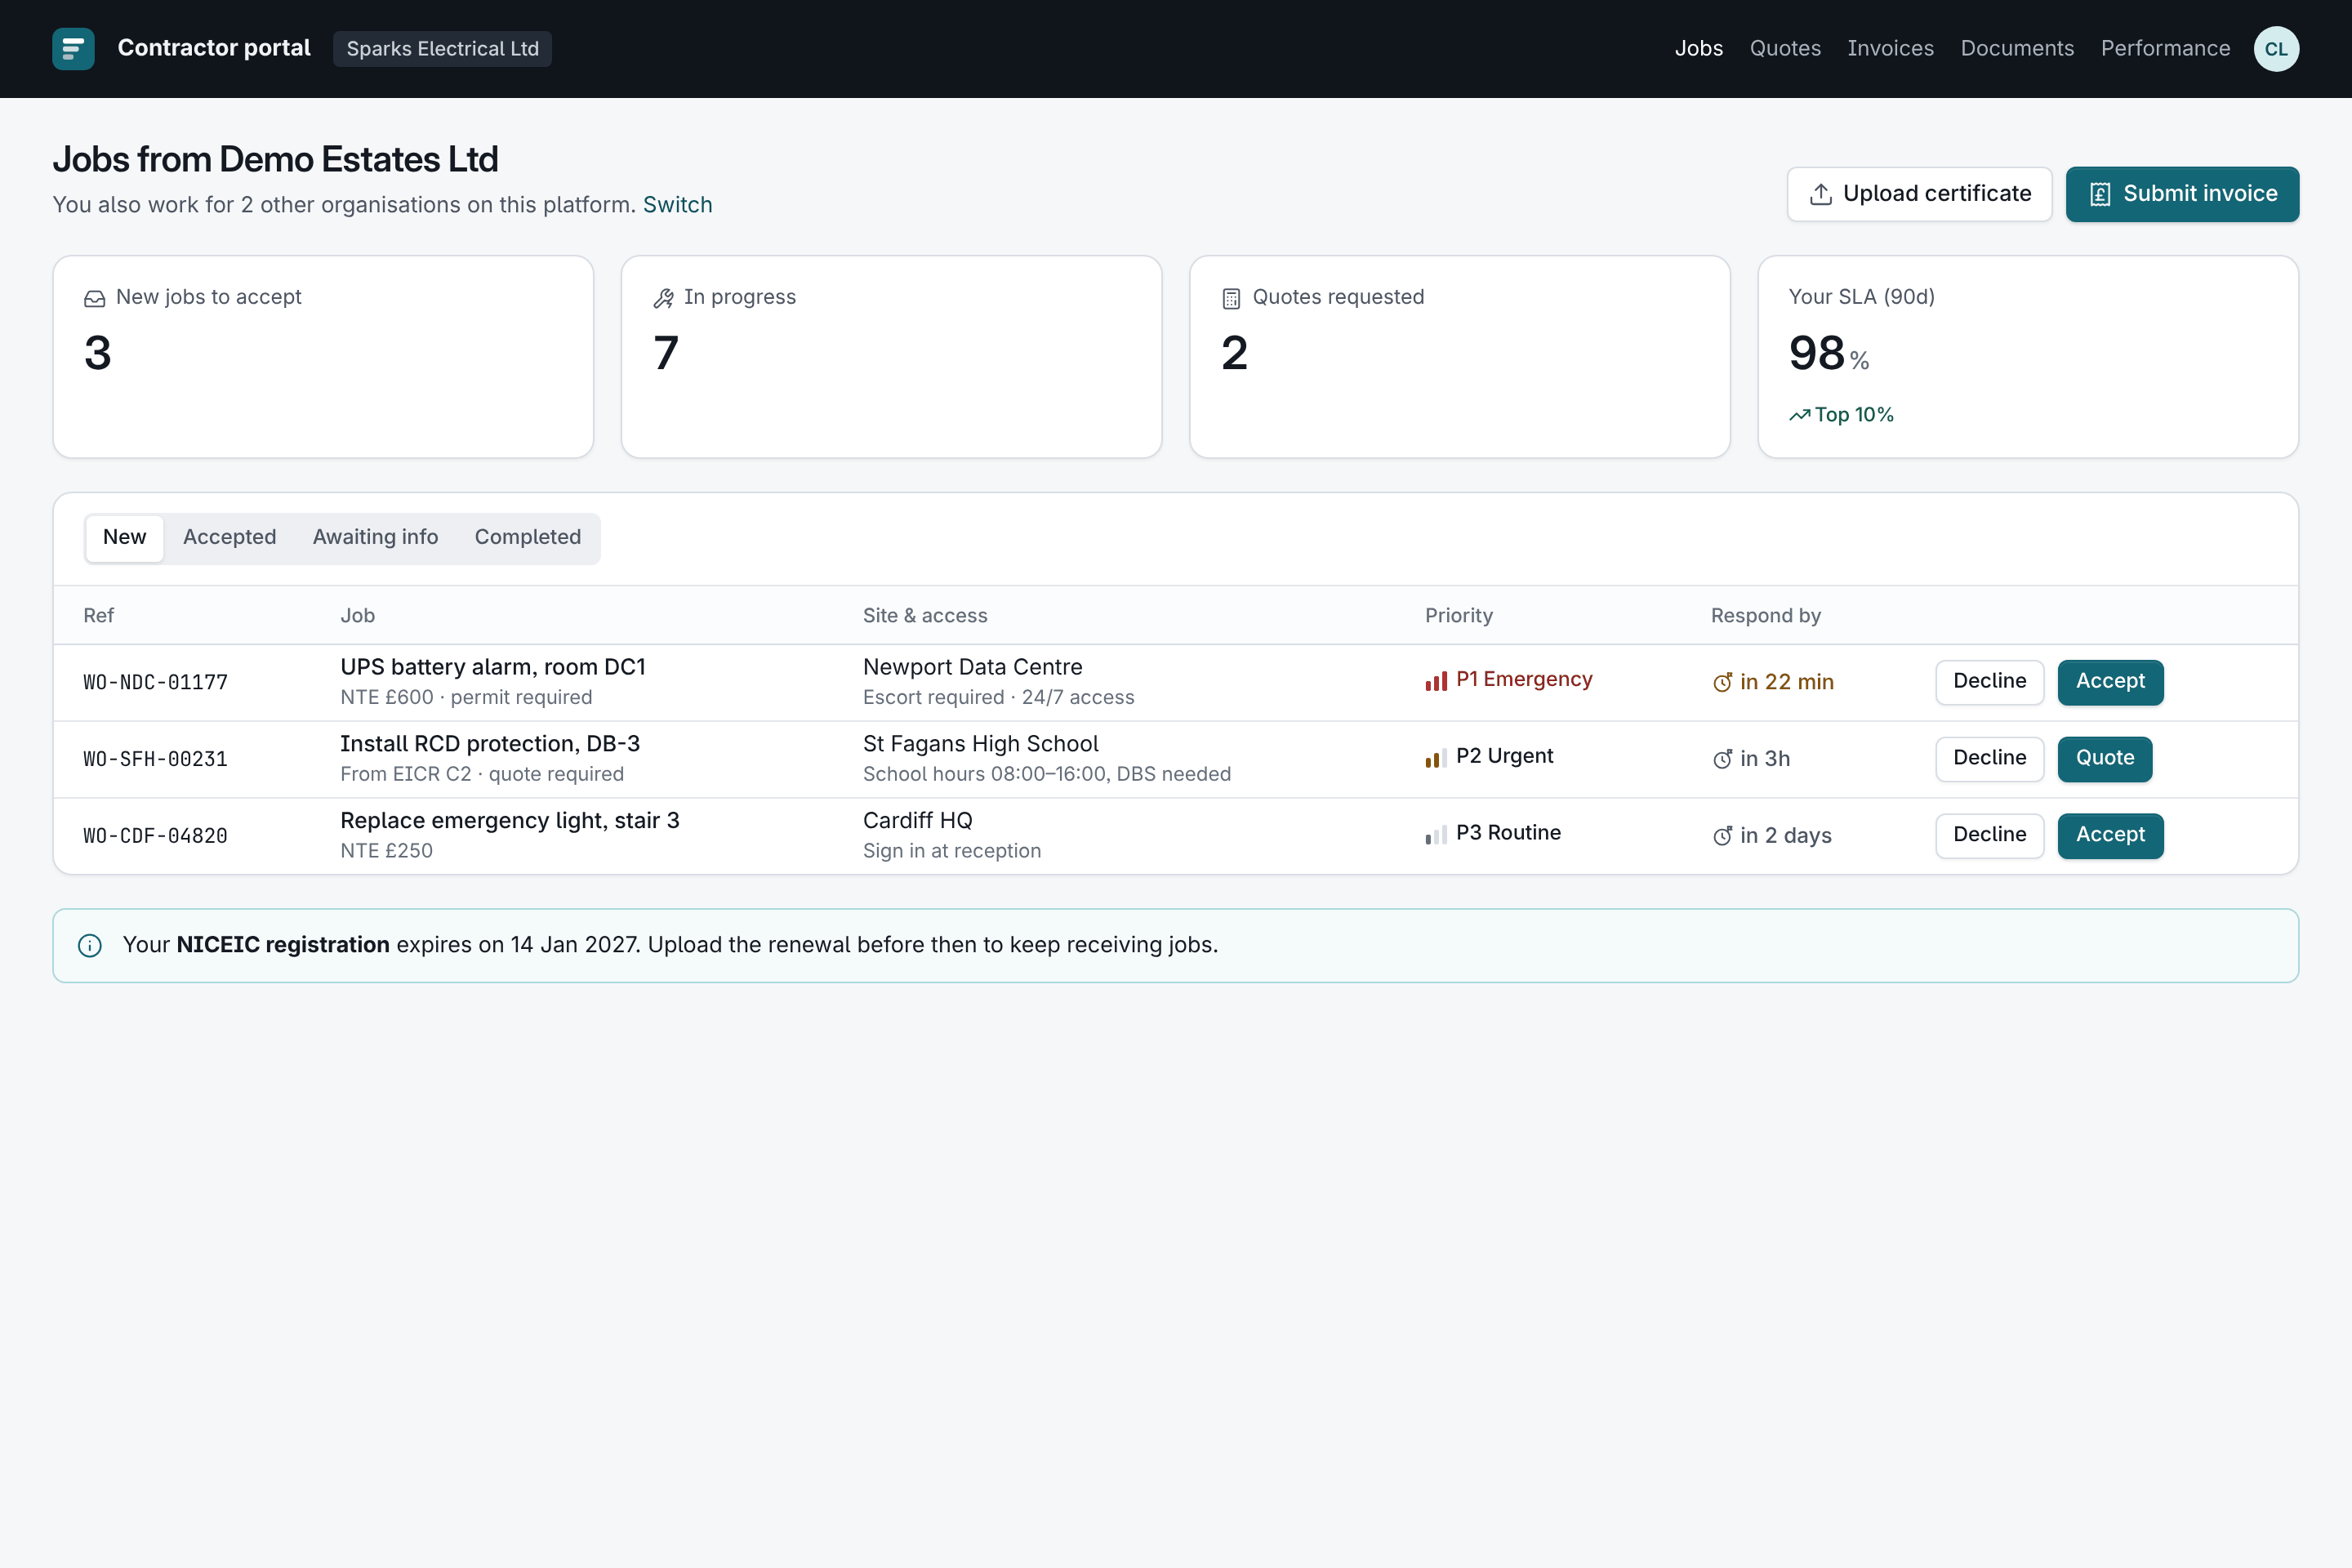 Contractor portal Sparks Electrical Ltd Jobs Quotes Invoices Documents Performance CL
Jobs from Demo Estates Ltd
You also work for 2 other organisations on this platform. Switch
Upload certificate Submit invoice
New jobs to accept
3
In progress
7
Quotes requested
2
Your SLA (90d)
98%
Top 10%
New Accepted Awaiting info Completed
Ref Job Site & access Priority Respond by
WO-NDC-01177 UPS battery alarm, room DC1 Newport Data Centre P1 Emergency in 22 min Decline Accept
NTE £600 · permit required Escort required · 24/7 access
WO-SFH-00231 Install RCD protection, DB-3 St Fagans High School P2 Urgent in 3h Decline Quote
From EICR C2 · quote required School hours 08:00–16:00, DBS needed
WO-CDF-04820 Replace emergency light, stair 3 Cardiff HQ P3 Routine in 2 days Decline Accept
NTE £250 Sign in at reception
Your NICEIC registration expires on 14 Jan 2027. Upload the renewal before then to keep receiving jobs.